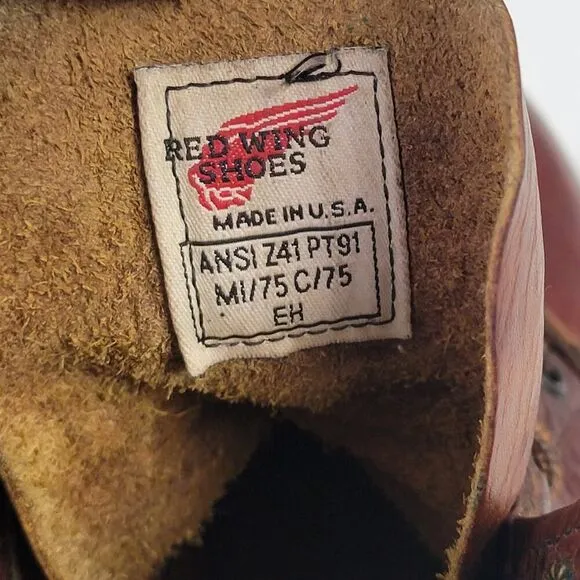 RED WING
SHOES
MADE IN U.S.A.
ANSI Z41 PT91
MI/75 C/75
EH